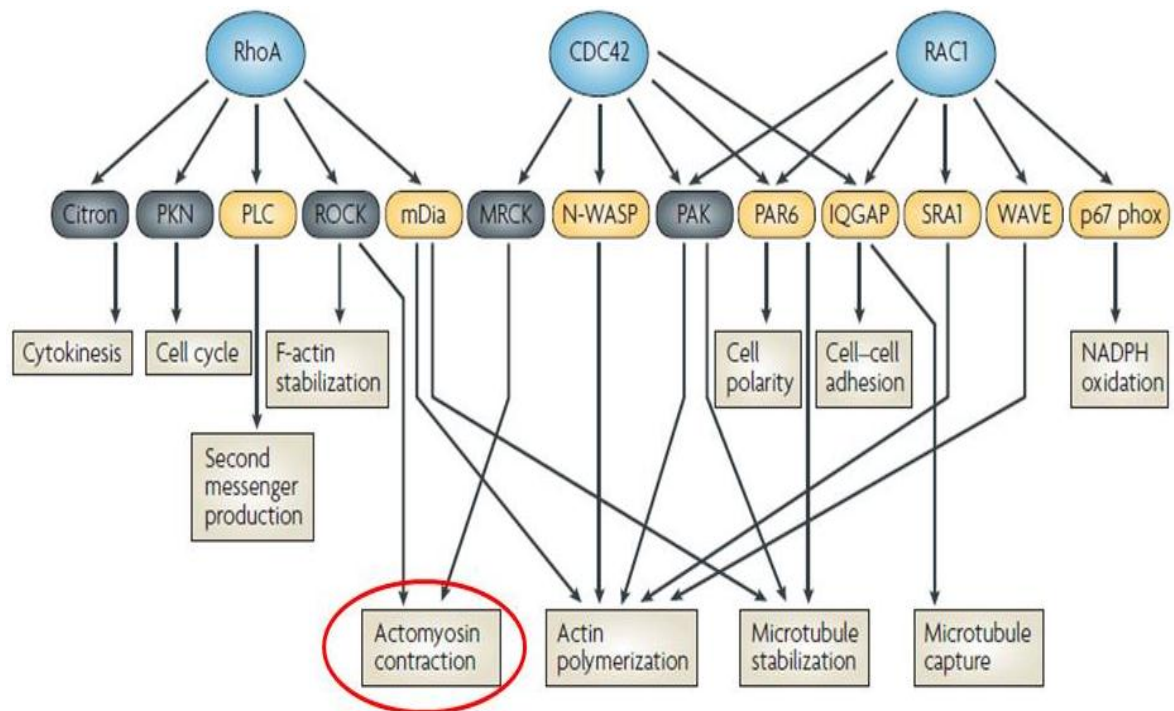 RhoA
CDC42
RAC1
Citron
PKN
PLC
ROCK
mDia
MRCK
N-WASP
PAK
PAR6
IQGAP
SRA1
WAVE
p67 phox
Cytokinesis
Cell cycle
F-actin
stabilization
Cell
polarity
Cell–cell
adhesion
NADPH
oxidation
Second
messenger
production
Actomyosin
contraction
Actin
polymerization
Microtubule
stabilization
Microtubule
capture